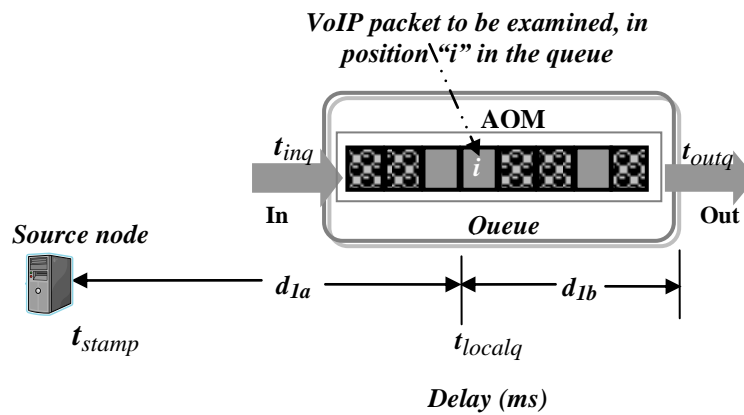 VoIP packet to be examined, in
position “i” in the queue
AOM
t_inq
t_outq
i
In
Oueue
Out
Source node
d_1a
d_1b
t_stamp
t_localq
Delay (ms)